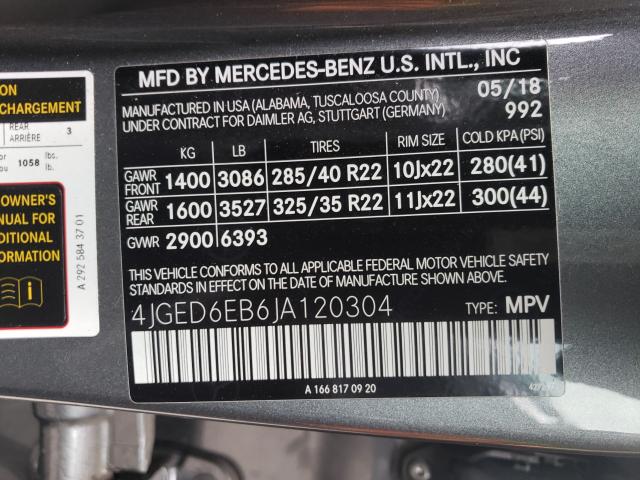 ON
CHARGEMENT
REAR
ARRIÈRE 3
or
ou 1058 lbs.
lb.
OWNER'S
NUAL FOR
DITIONAL
ORMATION
A 292 584 37 01
MFD BY MERCEDES-BENZ U.S. INTL., INC
MANUFACTURED IN USA (ALABAMA, TUSCALOOSA COUNTY) 05/18
UNDER CONTRACT FOR DAIMLER AG, STUTTGART (GERMANY) 992
KG LB TIRES RIM SIZE COLD KPA (PSI)
GAWR FRONT 1400 3086 285/40 R22 10Jx22 280(41)
GAWR REAR 1600 3527 325/35 R22 11Jx22 300(44)
GVWR 2900 6393
THIS VEHICLE CONFORMS TO ALL APPLICABLE FEDERAL MOTOR VEHICLE SAFETY
STANDARDS IN EFFECT ON THE DATE OF MANUFACTURE SHOWN ABOVE.
4JGED6EB6JA120304 TYPE: MPV
A 166 817 09 20